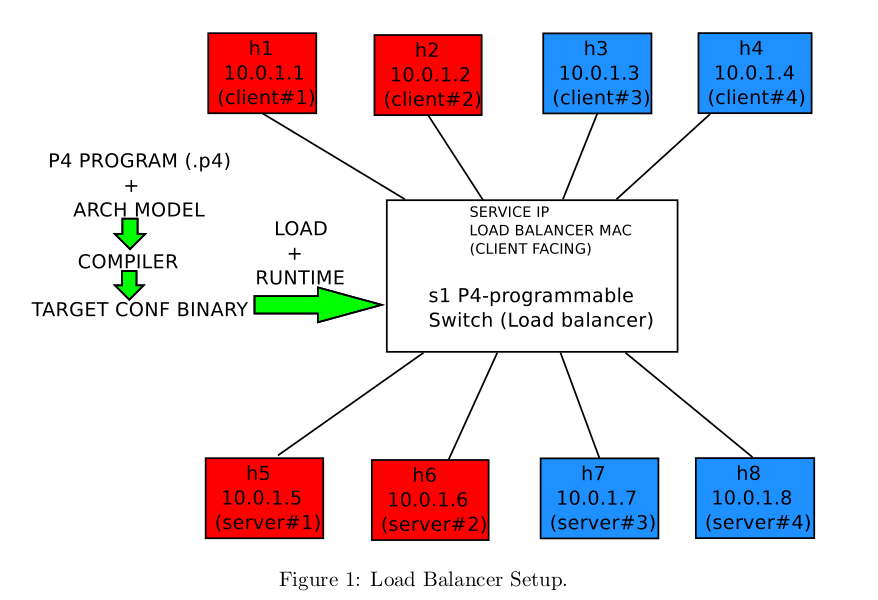 h1
10.0.1.1
(client#1)
h2
10.0.1.2
(client#2)
h3
10.0.1.3
(client#3)
h4
10.0.1.4
(client#4)
P4 PROGRAM (.p4)
+
ARCH MODEL
COMPILER
TARGET CONF BINARY
LOAD
+
RUNTIME
SERVICE IP
LOAD BALANCER MAC
(CLIENT FACING)
s1 P4-programmable
Switch (Load balancer)
h5
10.0.1.5
(server#1)
h6
10.0.1.6
(server#2)
h7
10.0.1.7
(server#3)
h8
10.0.1.8
(server#4)
Figure 1: Load Balancer Setup.